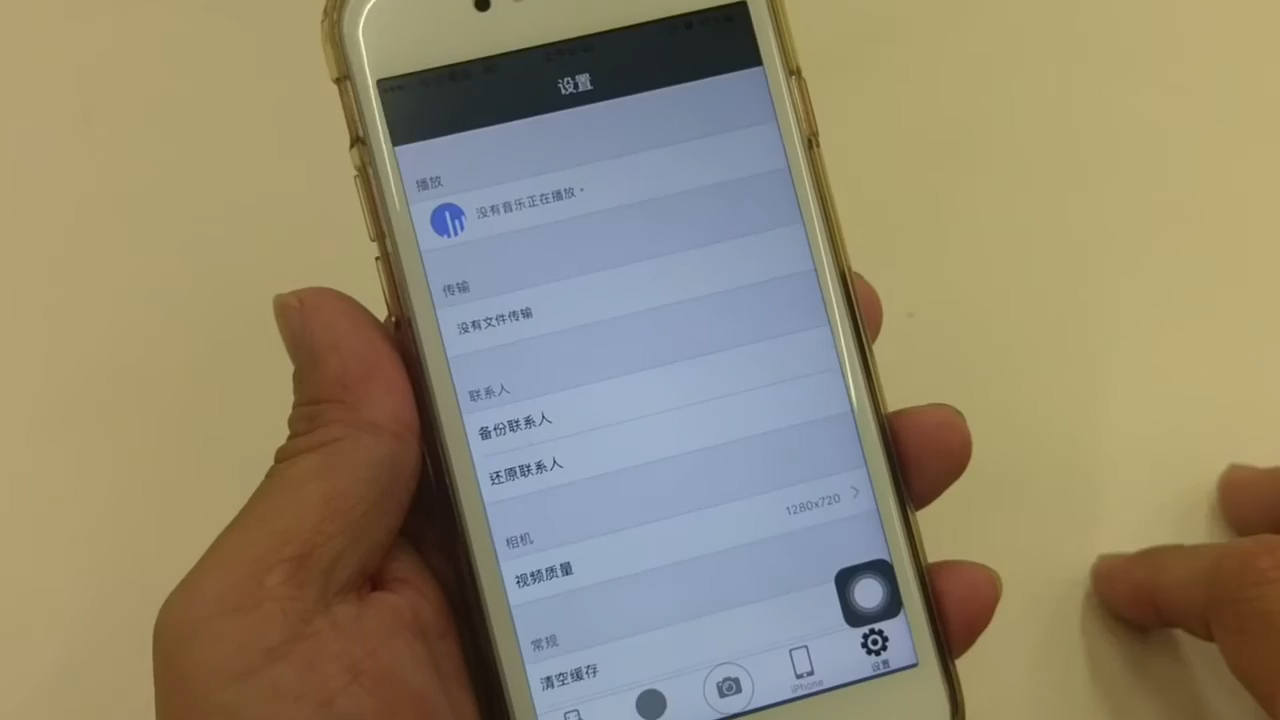 设置
播放
没有音乐正在播放。
传输
没有文件传输
联系人
备份联系人
还原联系人
相机
视频质量 1280x720
常规
清空缓存
iPhone
设置